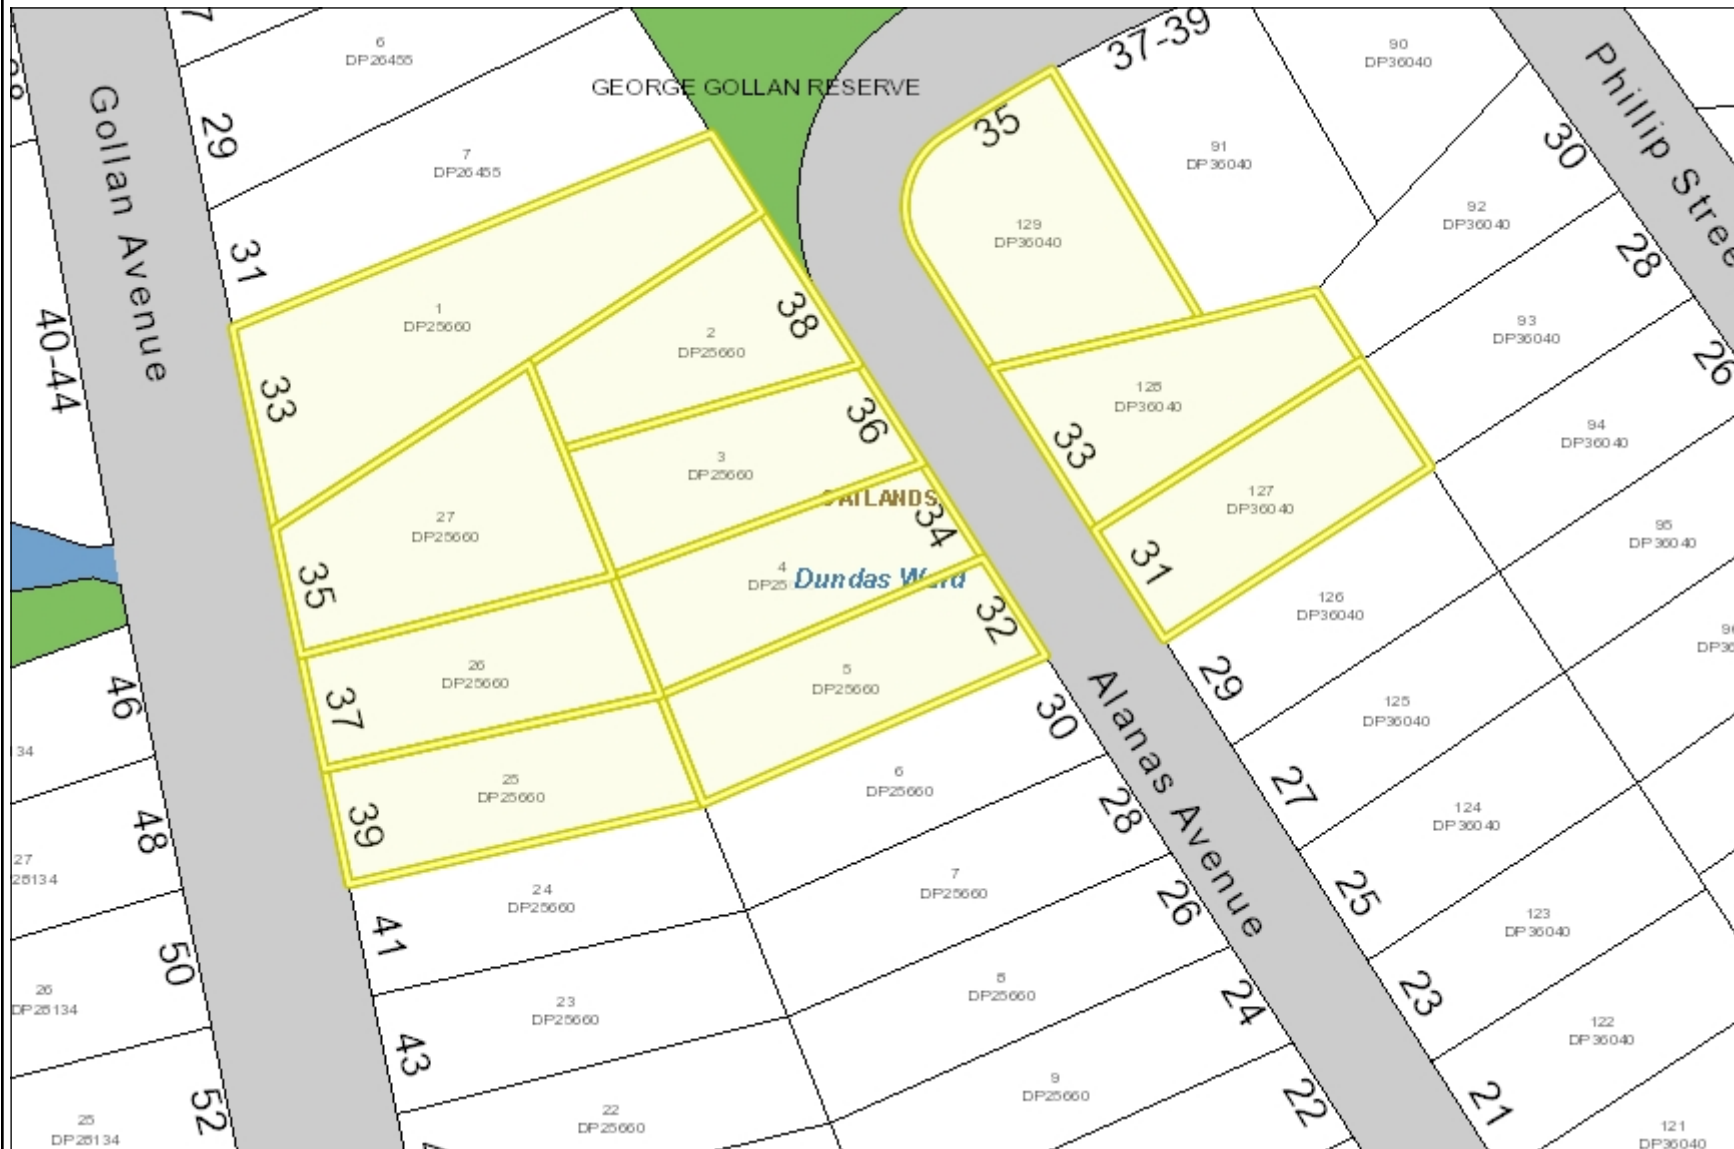 Gollan Avenue
GEORGE GOLLAN RESERVE
Phillip Stree
Alanas Avenue
Dundas Ward
37-39
6
DP26455
7
DP26455
29
31
33
35
37
39
41
43
40-44
46
48
50
52
1
DP25660
2
DP25660
3
DP25660
4
DP25
5
DP25660
27
DP25660
26
DP25660
25
DP25660
24
DP25660
23
DP25660
22
DP25660
6
DP25660
7
DP25660
8
DP25660
9
DP25660
38
36
34
32
30
28
26
24
22
35
33
31
29
27
25
23
21
129
DP36040
128
DP36040
127
DP36040
126
DP36040
125
DP36040
124
DP36040
123
DP36040
122
DP36040
121
DP36040
90
DP36040
91
DP36040
92
DP36040
93
DP36040
94
DP36040
95
DP36040
30
28
26
34
27
28134
26
DP28134
25
DP28134